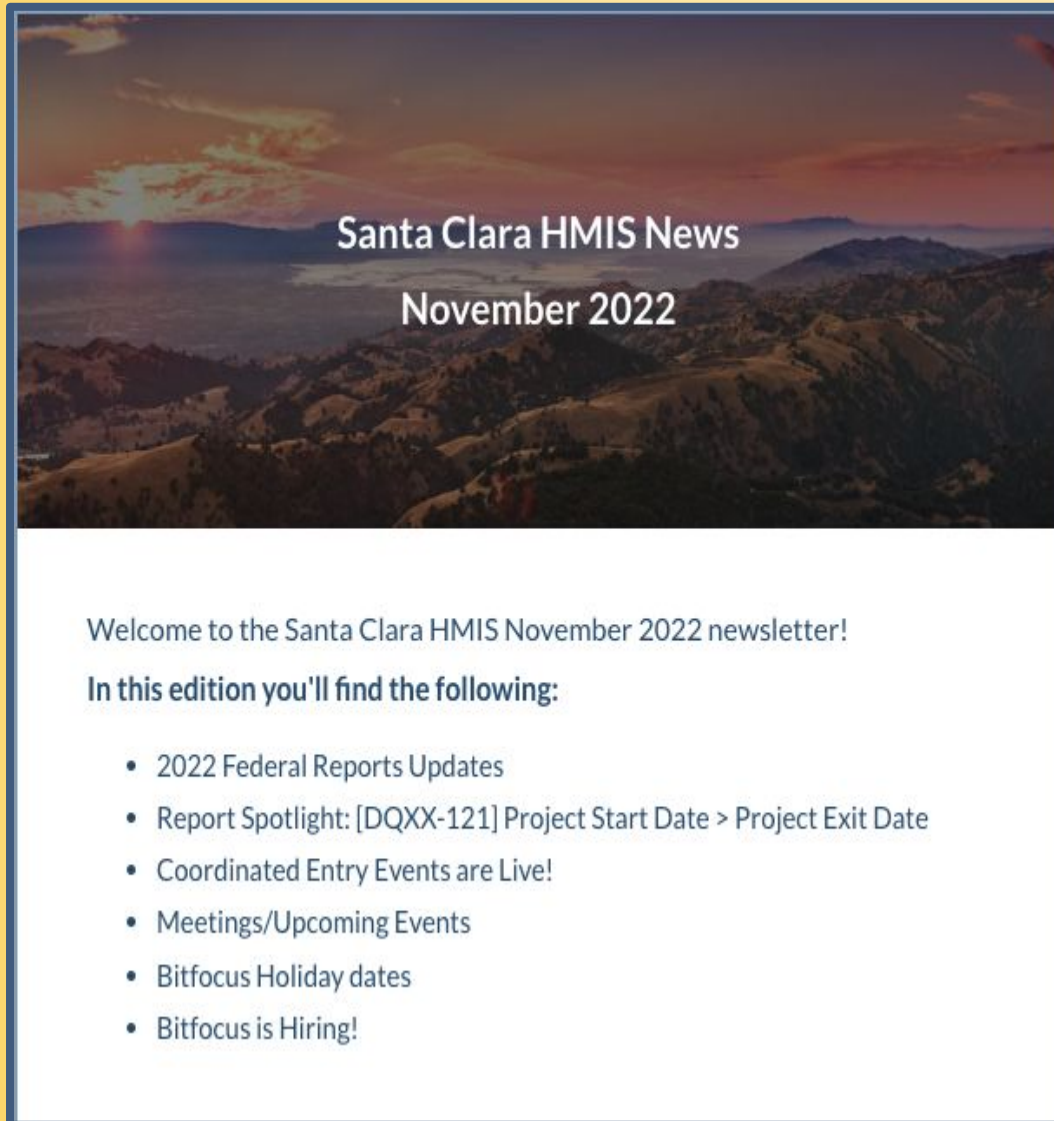 Santa Clara HMIS News
November 2022
Welcome to the Santa Clara HMIS November 2022 newsletter!
In this edition you'll find the following:
• 2022 Federal Reports Updates
• Report Spotlight: [DQXX-121] Project Start Date > Project Exit Date
• Coordinated Entry Events are Live!
• Meetings/Upcoming Events
• Bitfocus Holiday dates
• Bitfocus is Hiring!